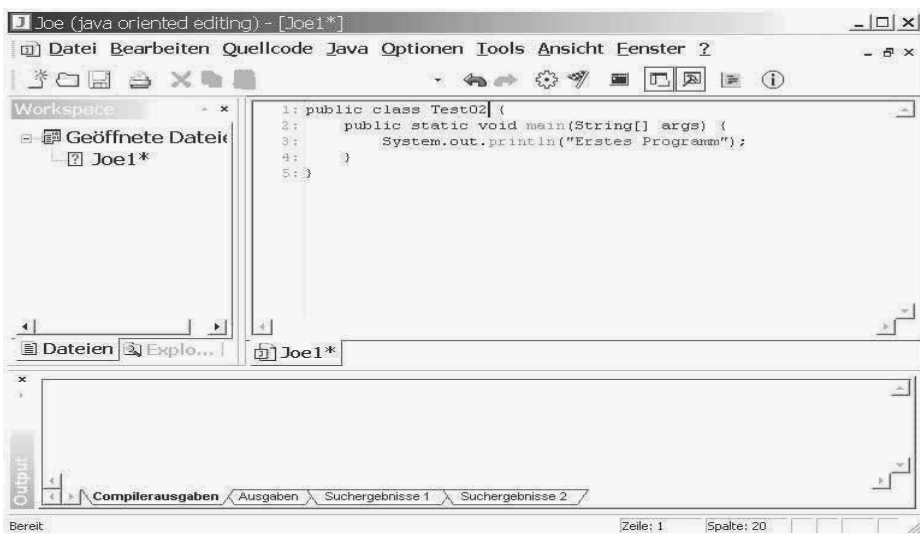 Joe (java oriented editing) - [Joe1*]
Datei Bearbeiten Quellcode Java Optionen Tools Ansicht Fenster ?
Workspace
Geöffnete Dateie
Joe1*
Dateien Explo...
1: public class Test02 {
2: public static void main(String[] args) {
3: System.out.println("Erstes Programm");
4: }
5: }
Joe1*
Output
Compilerausgaben Ausgaben Suchergebnisse 1 Suchergebnisse 2
Bereit Zeile: 1 Spalte: 20